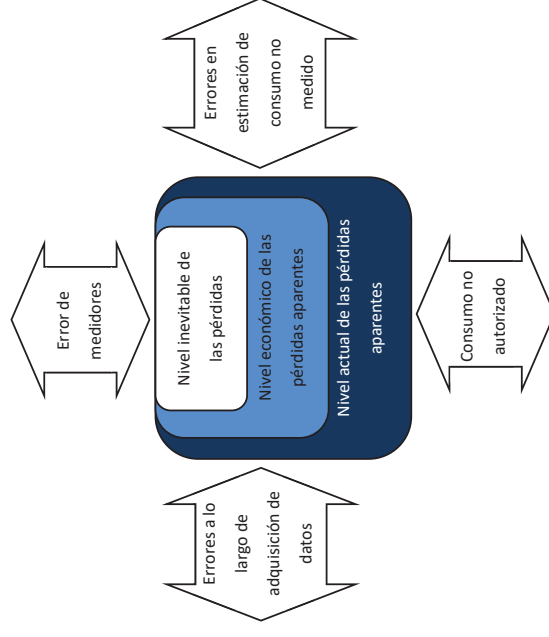 Error de
medidores
Errores a lo
largo de
adquisición de
datos
Nivel inevitable de
las pérdidas
Nivel económico de las
pérdidas aparentes
Nivel actual de las pérdidas
aparentes
Errores en
estimación de
consumo no
medido
Consumo no
autorizado